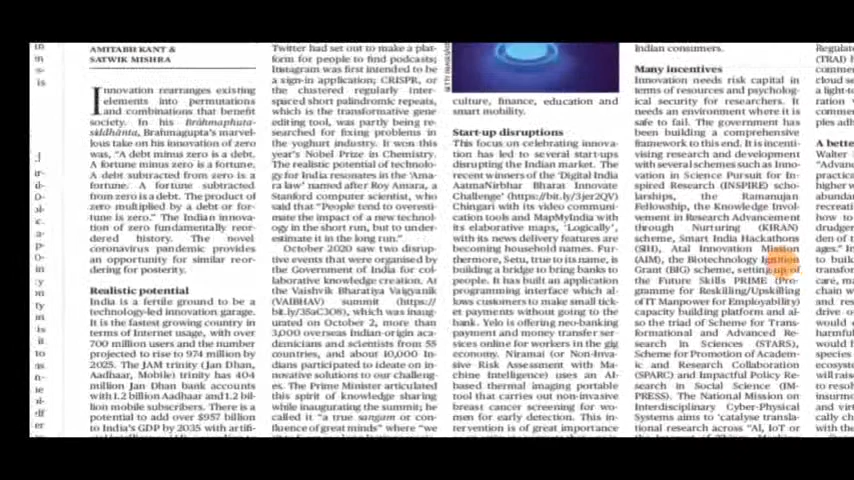 AMITABH KANT &
SATWIK MISHRA
Innovation rearranges existing
elements into permutations
and combinations that benefit
society. In his Brāhmaphuta-
siddhānta, Brahmagupta's marvel-
lous take on his innovation of zero
was, "A debt minus zero is a debt.
A fortune minus zero is a fortune.
A debt subtracted from zero is a
fortune. A fortune subtracted
from zero is a debt. The product of
zero multiplied by a debt or for-
tune is zero." The Indian innova-
tion of zero fundamentally reor-
dered history. The novel
coronavirus pandemic provides
an opportunity for similar reor-
dering for posterity.
Realistic potential
India is a fertile ground to be a
technology-led innovation garage.
It is the fastest growing country in
terms of Internet usage, with over
700 million users and the number
projected to rise to 974 million by
2025. The JAM trinity (Jan Dhan,
Aadhaar, Mobile) trinity has 404
million Jan Dhan bank accounts
with 1.2 billion Aadhaar and 1.2 bil-
lion mobile subscribers. There is a
potential to add over $957 billion
to India's GDP by 2035 with artifi-
Twitter had set out to make a plat-
form for people to find podcasts;
Instagram was first intended to be
a sign-in application; CRISPR, or
the clustered regularly inter-
spaced short palindromic repeats,
which is the transformative gene
editing tool, was partly being re-
searched for fixing problems in
the yoghurt industry. It won this
year's Nobel Prize in Chemistry.
The realistic potential of technolo-
gy for India resonates in the 'Ama-
ra law' named after Roy Amara, a
Stanford computer scientist, who
said that "People tend to overesti-
mate the impact of a new technol-
ogy in the short run, but to under-
estimate it in the long run."
October 2020 saw two disrup-
tive events that were organised by
the Government of India for col-
laborative knowledge creation. At
the Vaishvik Bharatiya Vaigyanik
(VAIBHAV) summit (https://
bit.ly/35aC3O8), which was inaug-
urated on October 2, more than
3,000 overseas Indian-origin aca-
demicians and scientists from 55
countries, and about 10,000 In-
dians participated to ideate on in-
novative solutions to our challeng-
es. The Prime Minister articulated
this spirit of knowledge sharing
while inaugurating the summit; he
called it "a true sangam or con-
fluence of great minds" where "we
culture, finance, education and
smart mobility.
Start-up disruptions
This focus on celebrating innova-
tion has led to several start-ups
disrupting the Indian market. The
recent winners of the 'Digital India
AatmaNirbhar Bharat Innovate
Challenge' (https://bit.ly/3jer2QV)
Chingari with its video communi-
cation tools and MapMyIndia with
its elaborate maps, 'Logically',
with its news delivery features are
becoming household names. Fur-
thermore, Setu, true to its name, is
building a bridge to bring banks to
people. It has built an application
programming interface which al-
lows customers to make small tick-
et payments without going to the
bank. Yelo is offering neo-banking
payment and money transfer ser-
vices online for workers in the gig
economy. Niramai (or Non-Inva-
sive Risk Assessment with Ma-
chine Intelligence) uses an AI-
based thermal imaging portable
tool that carries out non-invasive
breast cancer screening for wo-
men for early detection. This in-
tervention is of great importance
Indian consumers.
Many incentives
Innovation needs risk capital in
terms of resources and psycholog-
ical security for researchers. It
needs an environment where it is
safe to fail. The government has
been building a comprehensive
framework to this end. It is incenti-
vising research and development
with several schemes such as Inno-
vation in Science Pursuit for In-
spired Research (INSPIRE) scho-
larships, the Ramanujan
Fellowship, the Knowledge Invol-
vement in Research Advancement
through Nurturing (KIRAN)
scheme, Smart India Hackathons
(SIH), Atal Innovation Mission
(AIM), the Biotechnology Ignition
Grant (BIG) scheme, setting up of
the Future Skills PRIME (Pro-
gramme for Reskilling/Upskilling
of IT Manpower for Employability)
capacity building platform and al-
so the triad of Scheme for Trans-
formational and Advanced Re-
search in Sciences (STARS),
Scheme for Promotion of Academ-
ic and Research Collaboration
(SPARC) and Impactful Policy Re-
search in Social Science (IM-
PRESS). The National Mission on
Interdisciplinary Cyber-Physical
Systems aims to "catalyse transla-
tional research across "AI, IoT or